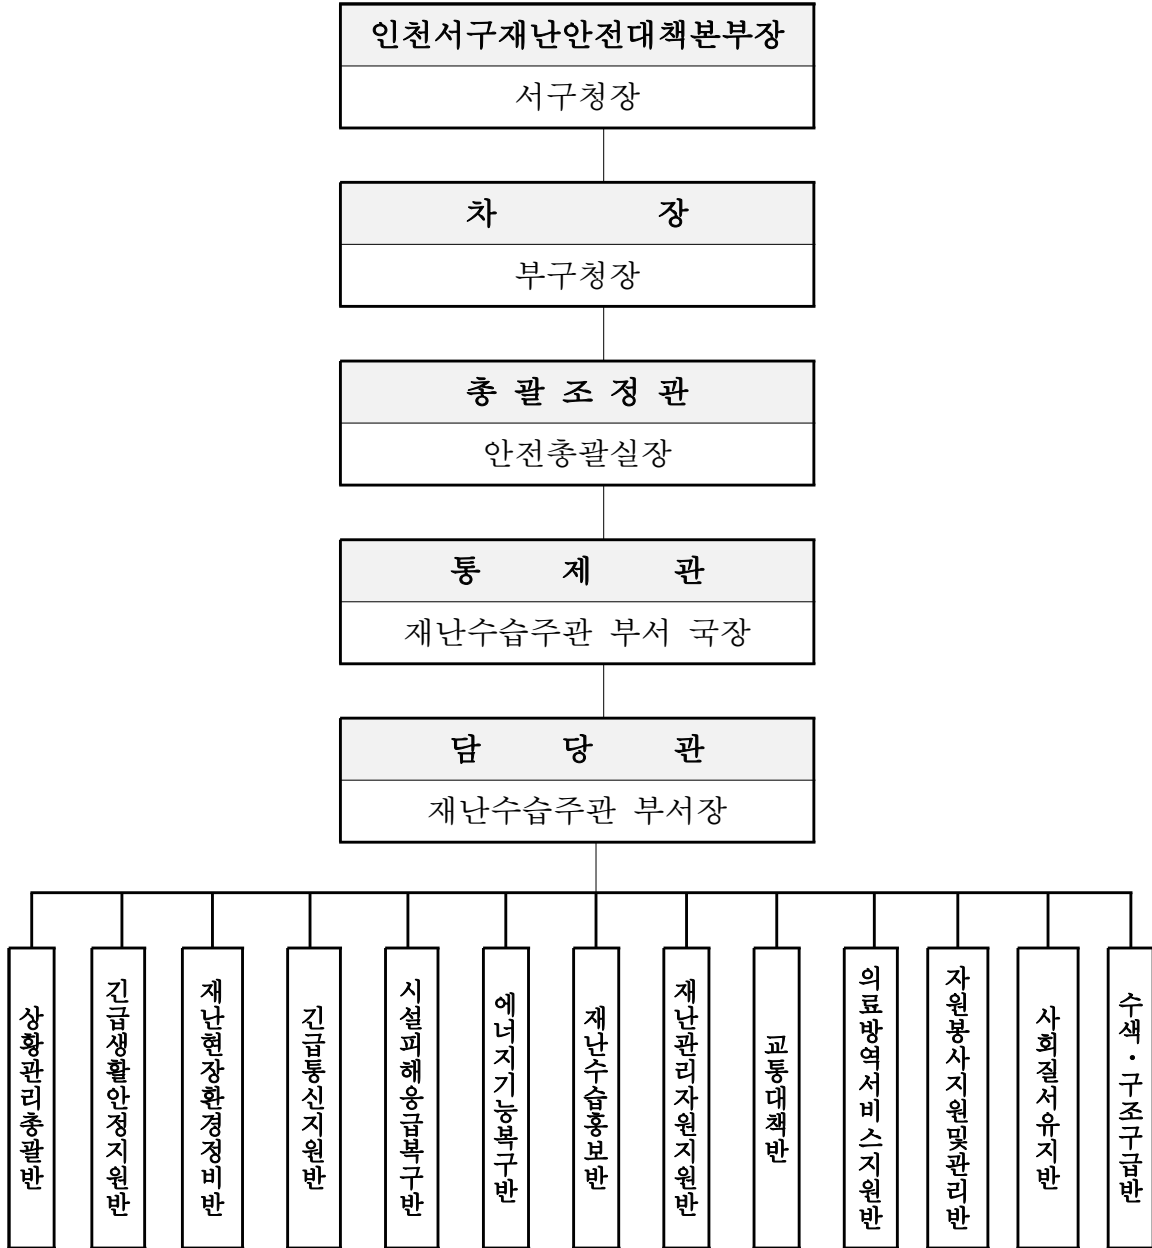 인천서구재난안전대책본부장
서구청장
차 장
부구청장
총 괄 조 정 관
안전총괄실장
통 제 관
재난수습주관 부서 국장
담 당 관
재난수습주관 부서장
상황관리총괄반
긴급생활안정지원반
재난현장환경정비반
긴급통신지원반
시설피해응급복구반
에너지기능복구반
재난수습홍보반
재난관리자원지원반
교통대책반
의료방역서비스지원반
자원봉사지원및관리반
사회질서유지반
수색·구조구급반